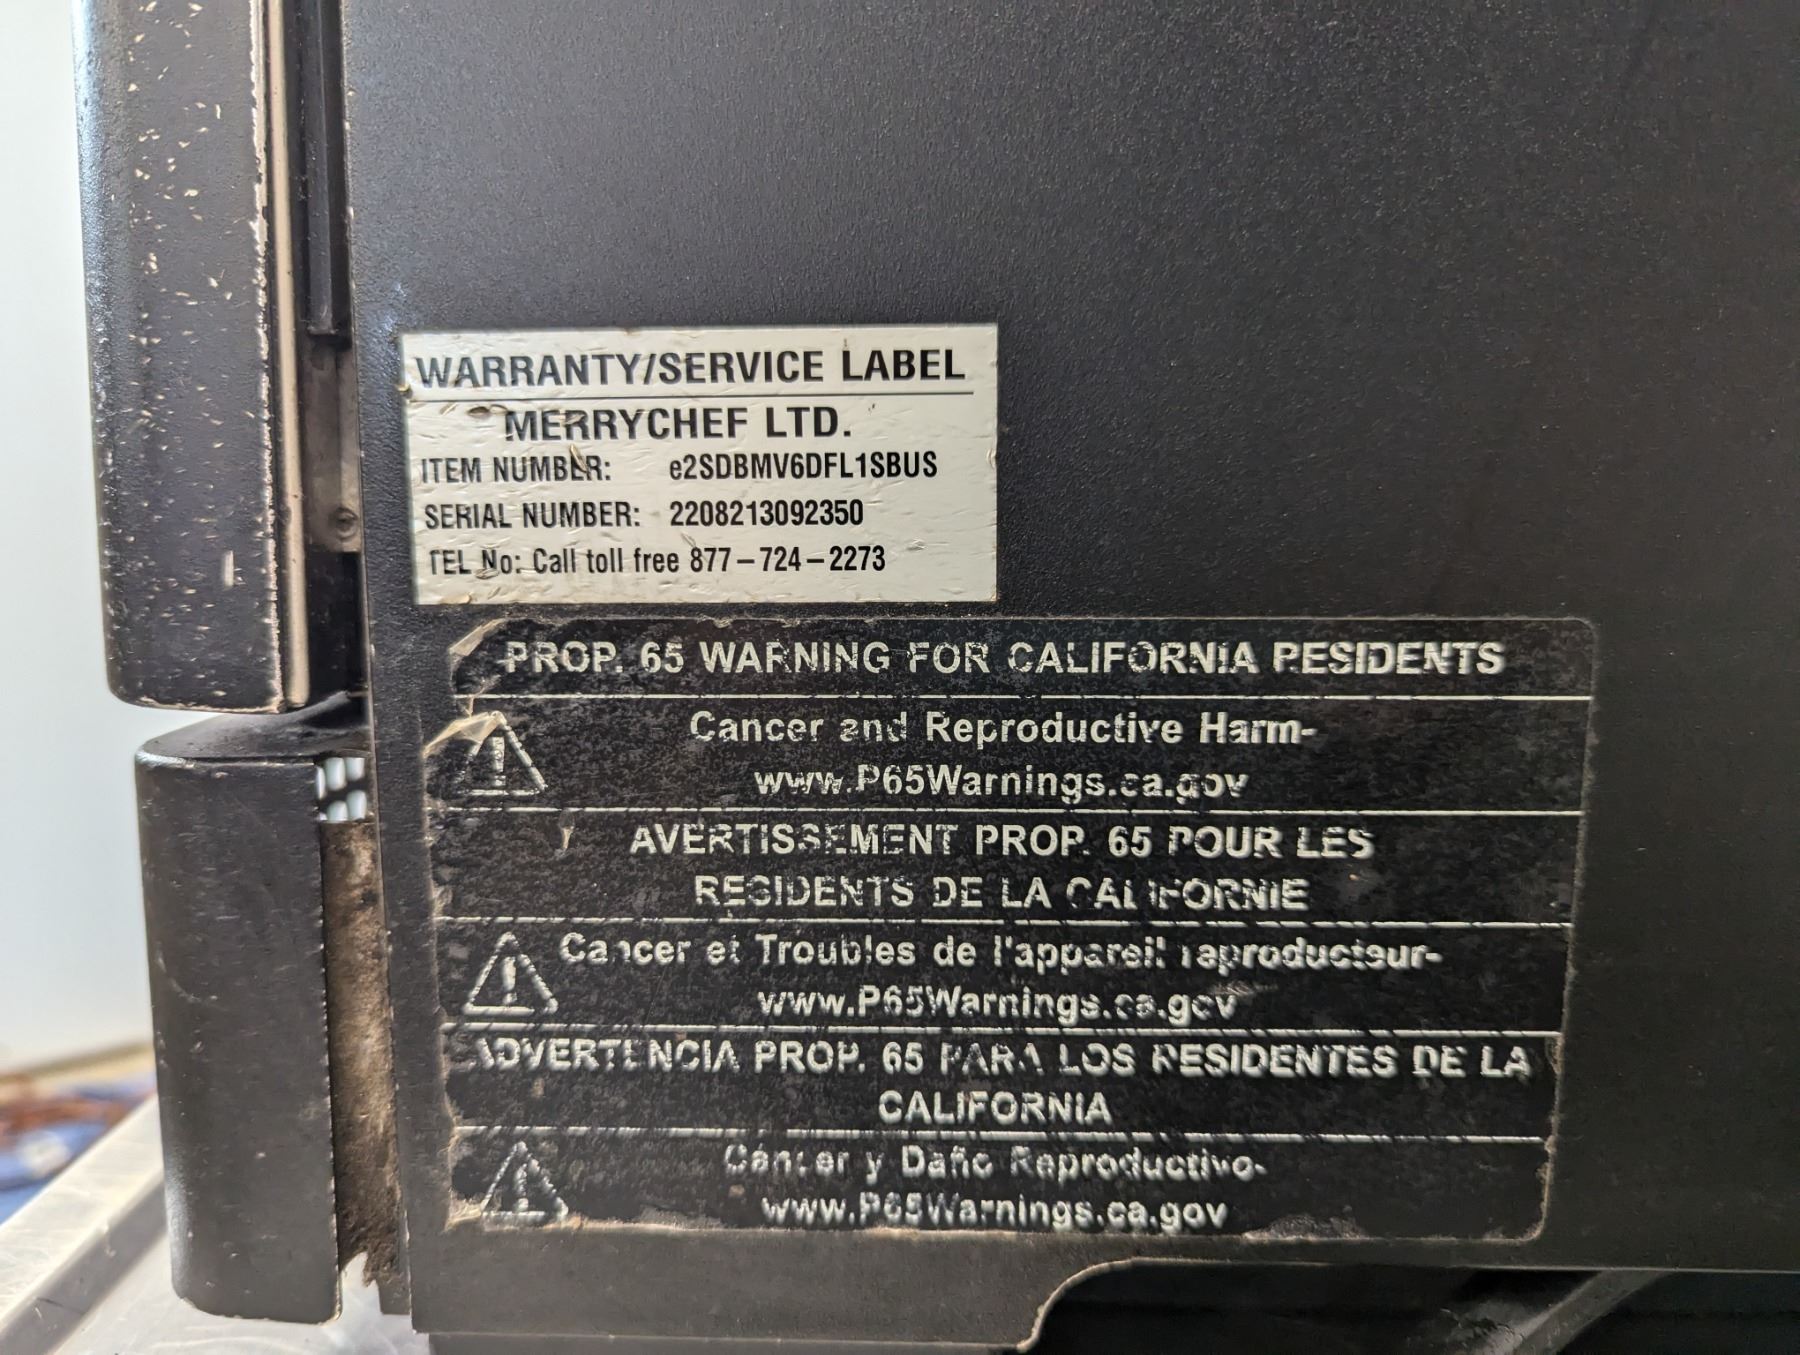 WARRANTY/SERVICE LABEL
MERRYCHEF LTD.
ITEM NUMBER: e2SDBMV6DFL1SBUS
SERIAL NUMBER: 2208213092350
TEL No: Call toll free 877-724-2273
PROP. 65 WARNING FOR CALIFORNIA RESIDENTS
Cancer and Reproductive Harm-
www.P65Warnings.ca.gov
AVERTISSEMENT PROP. 65 POUR LES
RESIDENTS DE LA CALIFORNIE
Cancer et Troubles de l'appareil reproducteur-
www.P65Warnings.ca.gov
ADVERTENCIA PROP. 65 PARA LOS RESIDENTES DE LA
CALIFORNIA
Cáncer y Daño Reproductivo-
www.P65Warnings.ca.gov